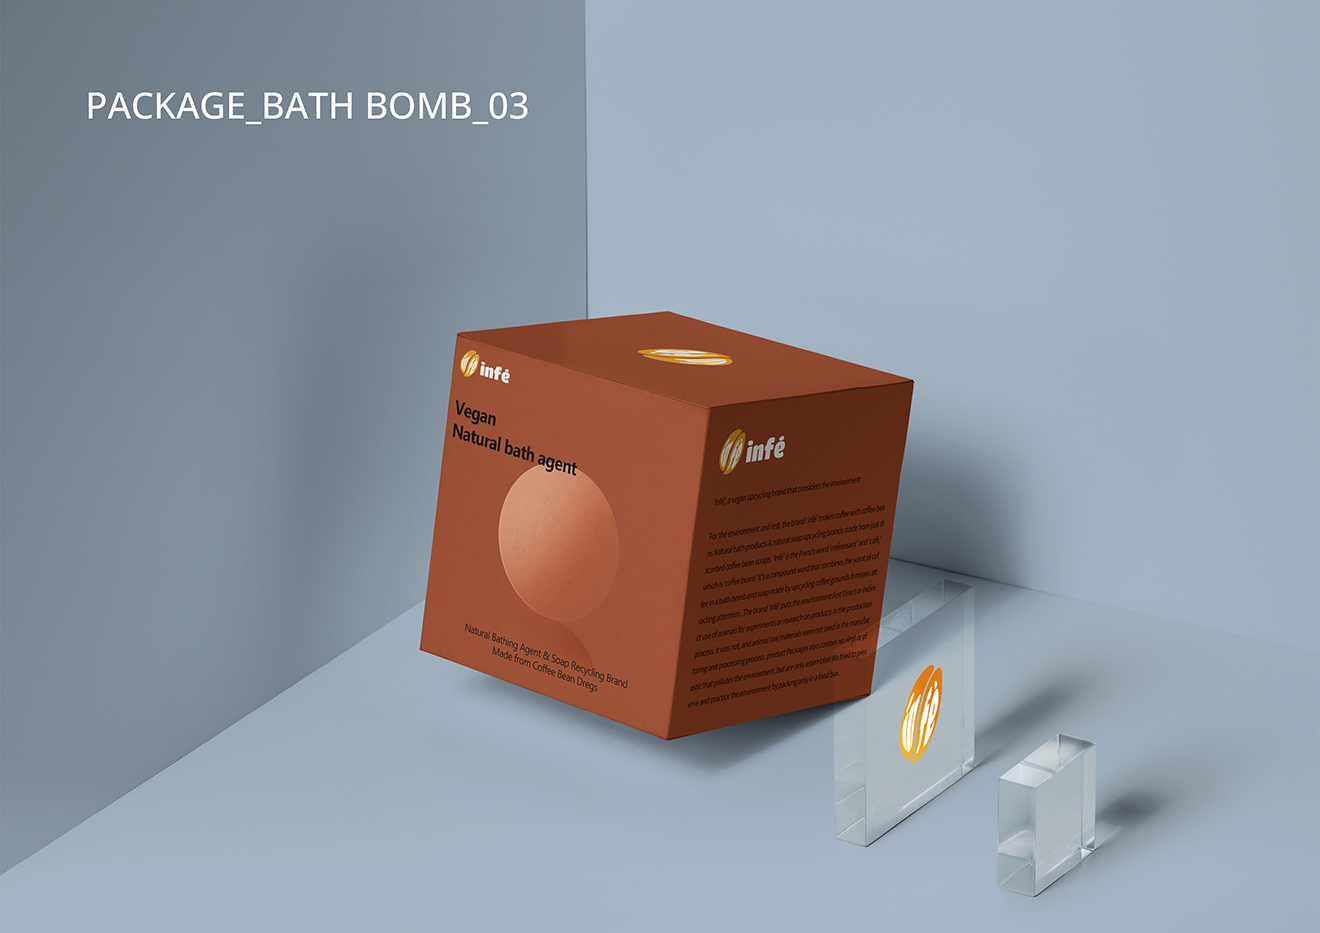 PACKAGE_BATH BOMB_03
infé
Vegan
Natural bath agent
Natural Bathing Agent & Soap Recycling Brand
Made from Coffee Bean Dregs
infé
'infé', a vegan upcycling brand that considers the environment
For the environment and rest, the brand 'infé' makes coffee with coffee bea
ns Natural bath products & natural soap upcycling brands made from just di
scarded coffee bean scraps. 'Infé' is the French word 'intéressant' and 'café,'
which is 'coffee beans' It's a compound word that combines the scent of cof
fee in a bath bomb and soap made by upcycling coffee grounds It means att
racting attention.. The brand 'infé' puts the environment first Direct or indire
ct use of animals for experiments or research on products in the production
process. It was not, and animal raw materials were not used in the manufac
turing and processing process. product Packages also contain no vinyl or pl
astic that pollutes the environment, but are only assembled We tried to pres
erve and practice the environment by packing only in a food box.
infé